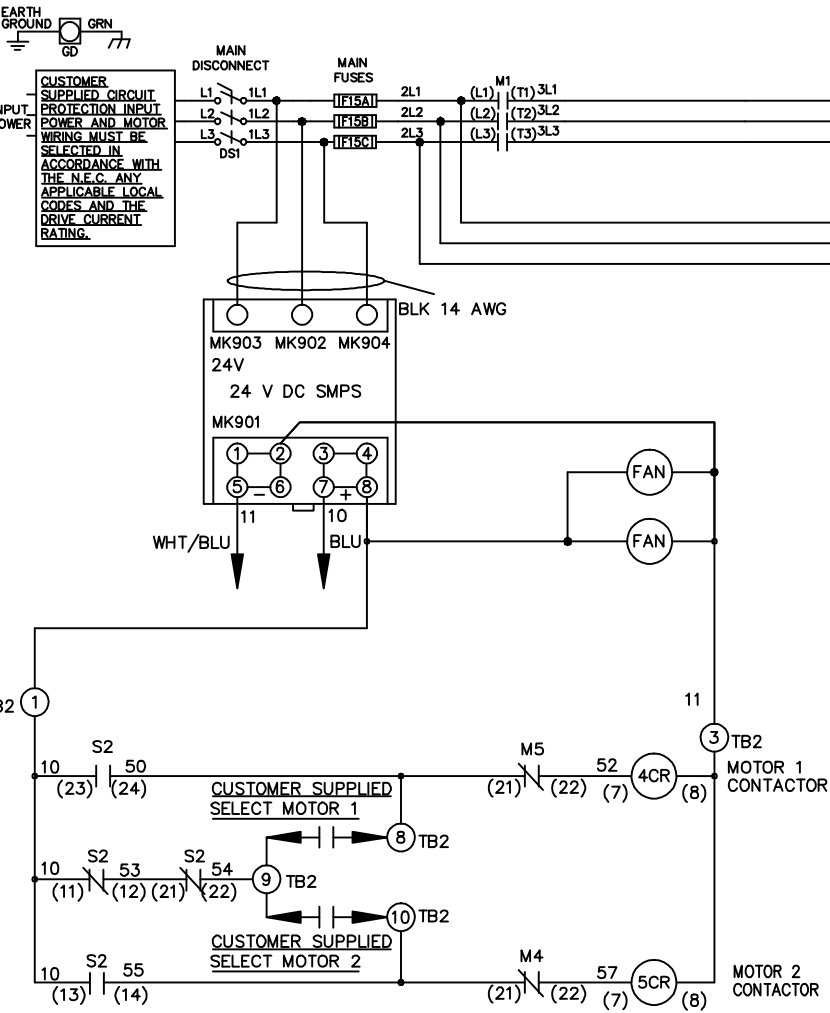 EARTH
GROUND
GRN
GD
MAIN
DISCONNECT
MAIN
FUSES
CUSTOMER
SUPPLIED CIRCUIT
PROTECTION INPUT
POWER AND MOTOR
WIRING MUST BE
SELECTED IN
ACCORDANCE WITH
THE N.E.C. ANY
APPLICABLE LOCAL
CODES AND THE
DRIVE CURRENT
RATING.
NPUT
OWER
L1 1L1 F15A 2L1 (L1) M1 (T1) 3L1
L2 1L2 F15B 2L2 (L2) (T2) 3L2
L3 1L3 F15C 2L3 (L3) (T3) 3L3
DS1
BLK 14 AWG
MK903 MK902 MK904
24V
24 V DC SMPS
MK901
1 2 3 4
5 - 6 7 + 8
11 10
WHT/BLU BLU
FAN
FAN
B2 1
11
3 TB2
S2 M5
10 50 52 4CR
(23) (24) (21) (22) (7) (8)
MOTOR 1
CONTACTOR
CUSTOMER SUPPLIED
SELECT MOTOR 1
8 TB2
S2 S2
10 53 54
(11) (12) (21) (22)
9 TB2
10 TB2
CUSTOMER SUPPLIED
SELECT MOTOR 2
S2 M4
10 55 57 5CR
(13) (14) (21) (22) (7) (8)
MOTOR 2
CONTACTOR